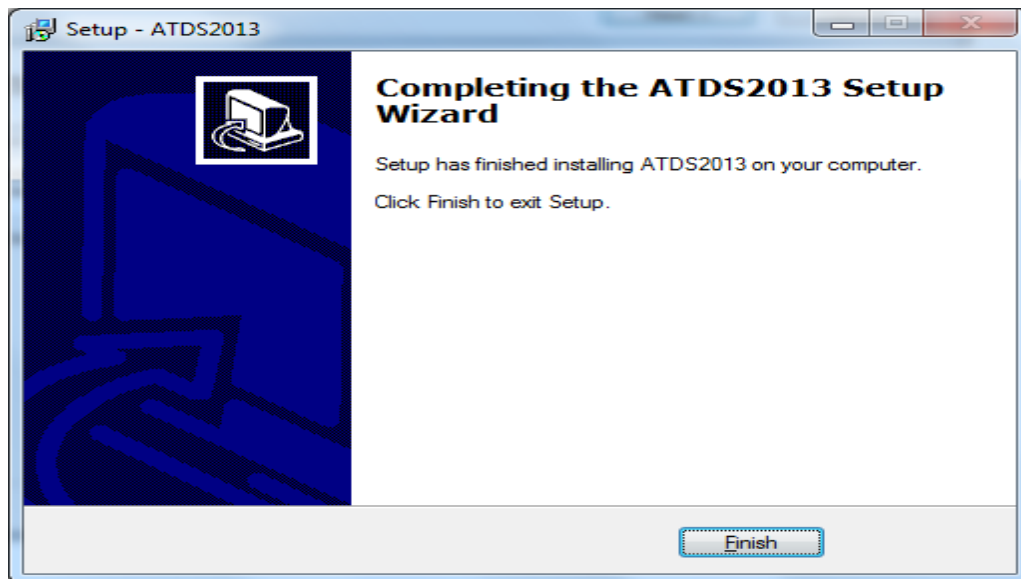 Setup - ATDS2013
Completing the ATDS2013 Setup
Wizard
Setup has finished installing ATDS2013 on your computer.
Click Finish to exit Setup.
Finish